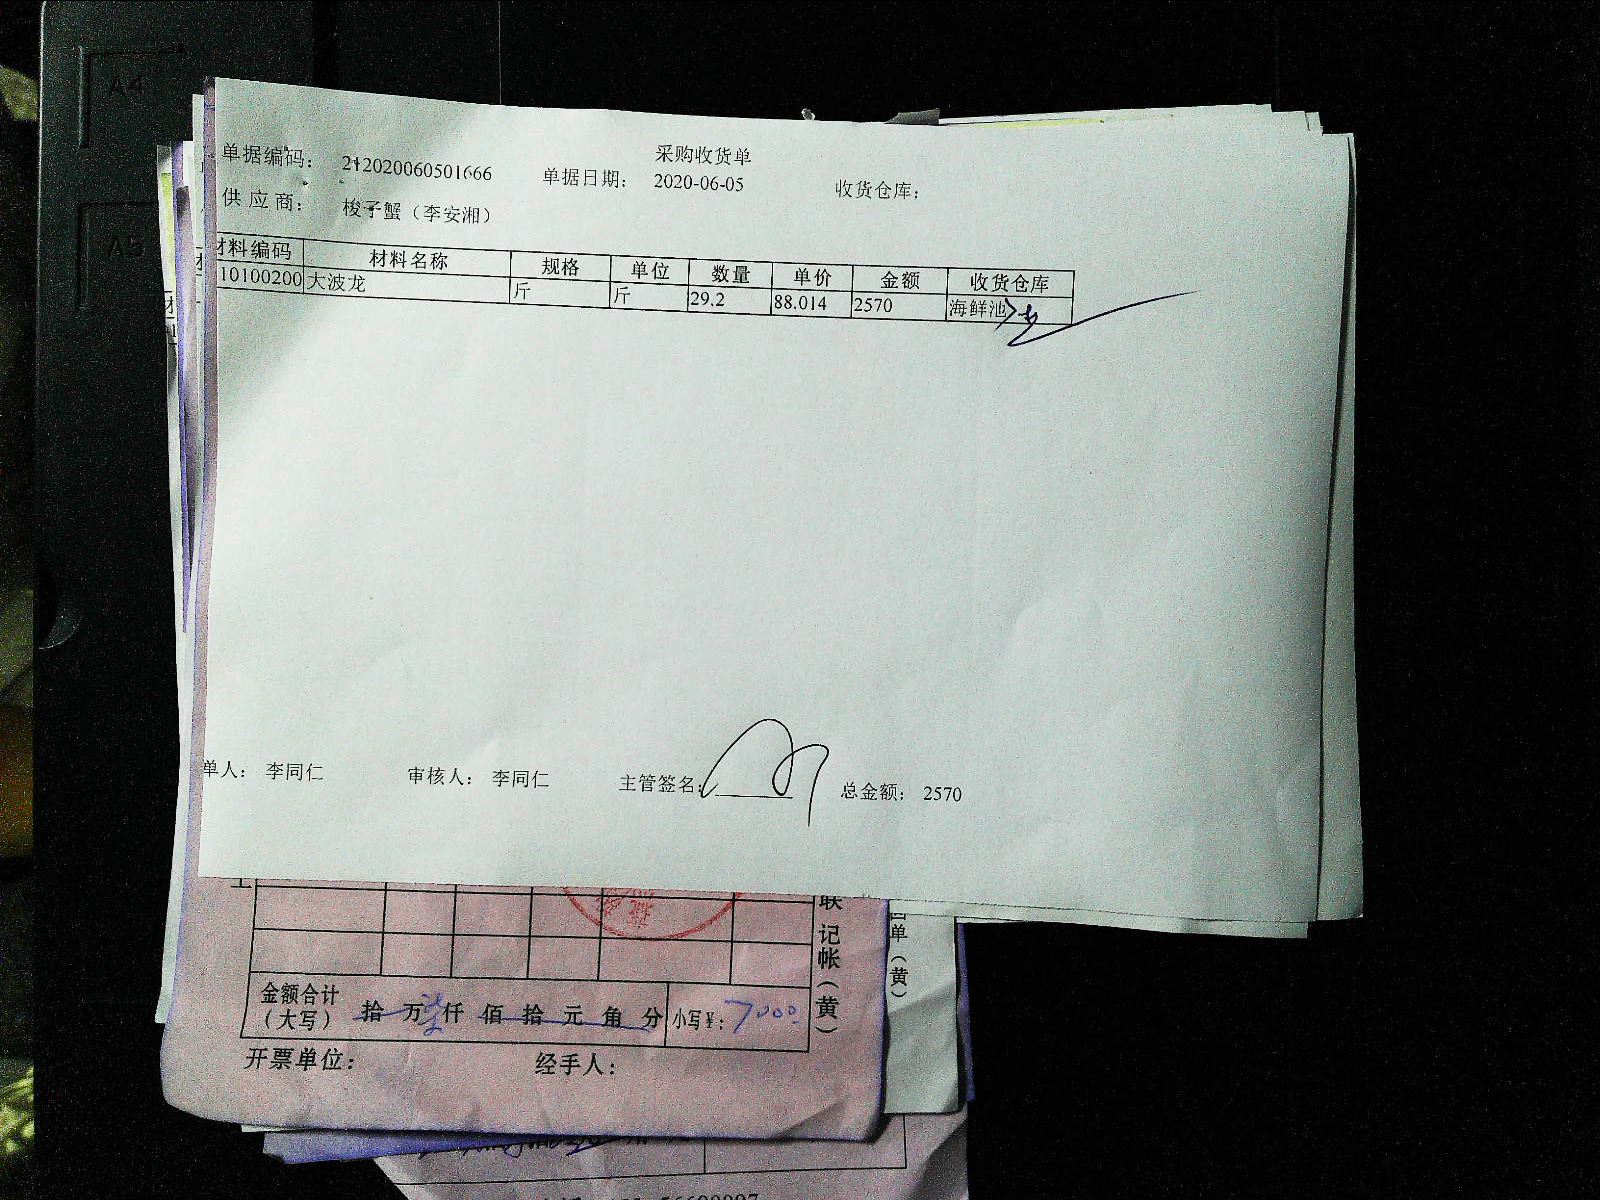 采购收货单
单据编码： 212020060501666 单据日期： 2020-06-05 收货仓库：
供应商： 梭子蟹（李安湘）
材料编码 材料名称 规格 单位 数量 单价 金额 收货仓库
10100200 大波龙 斤 斤 29.2 88.014 2570 海鲜池
单人： 李同仁 审核人： 李同仁 主管签名： 总金额： 2570
联 记帐（黄）
单（黄）
金额合计（大写） 拾 万 柒 仟 佰 拾 元 角 分 小写￥： 7000
开票单位： 经手人：